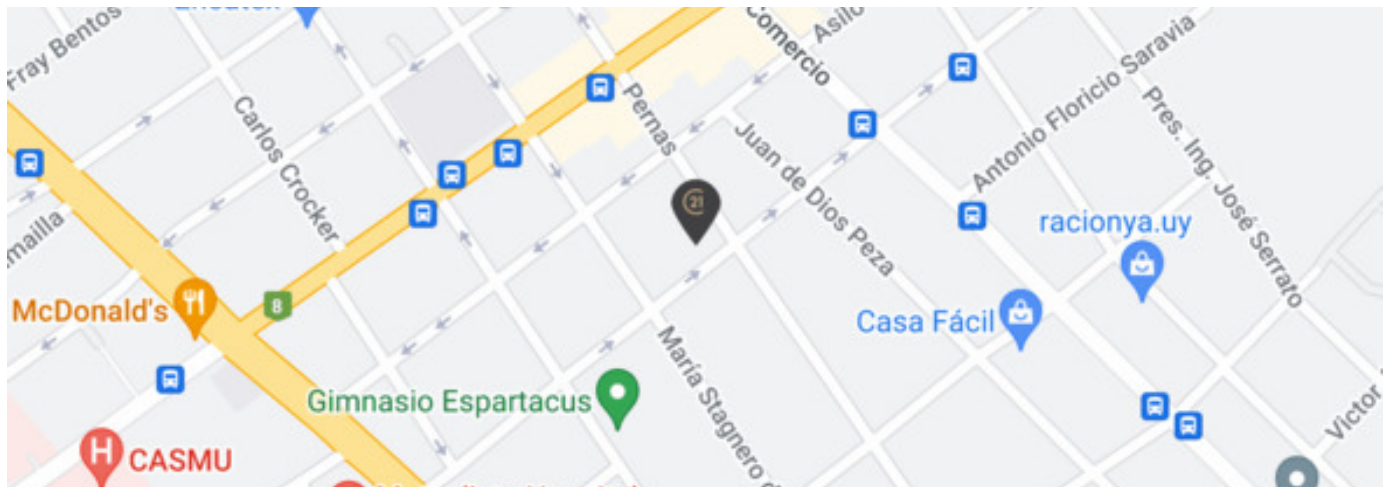 Fray Bentos
Comercio
Asilo
Pernas
Carlos Crocker
Juan de Dios Peza
Antonio Floricio Saravia
Pres. Ing. José Serrato
21
racionya.uy
McDonald's
8
Casa Fácil
María Stagnero d
Gimnasio Espartacus
Victor
CASMU